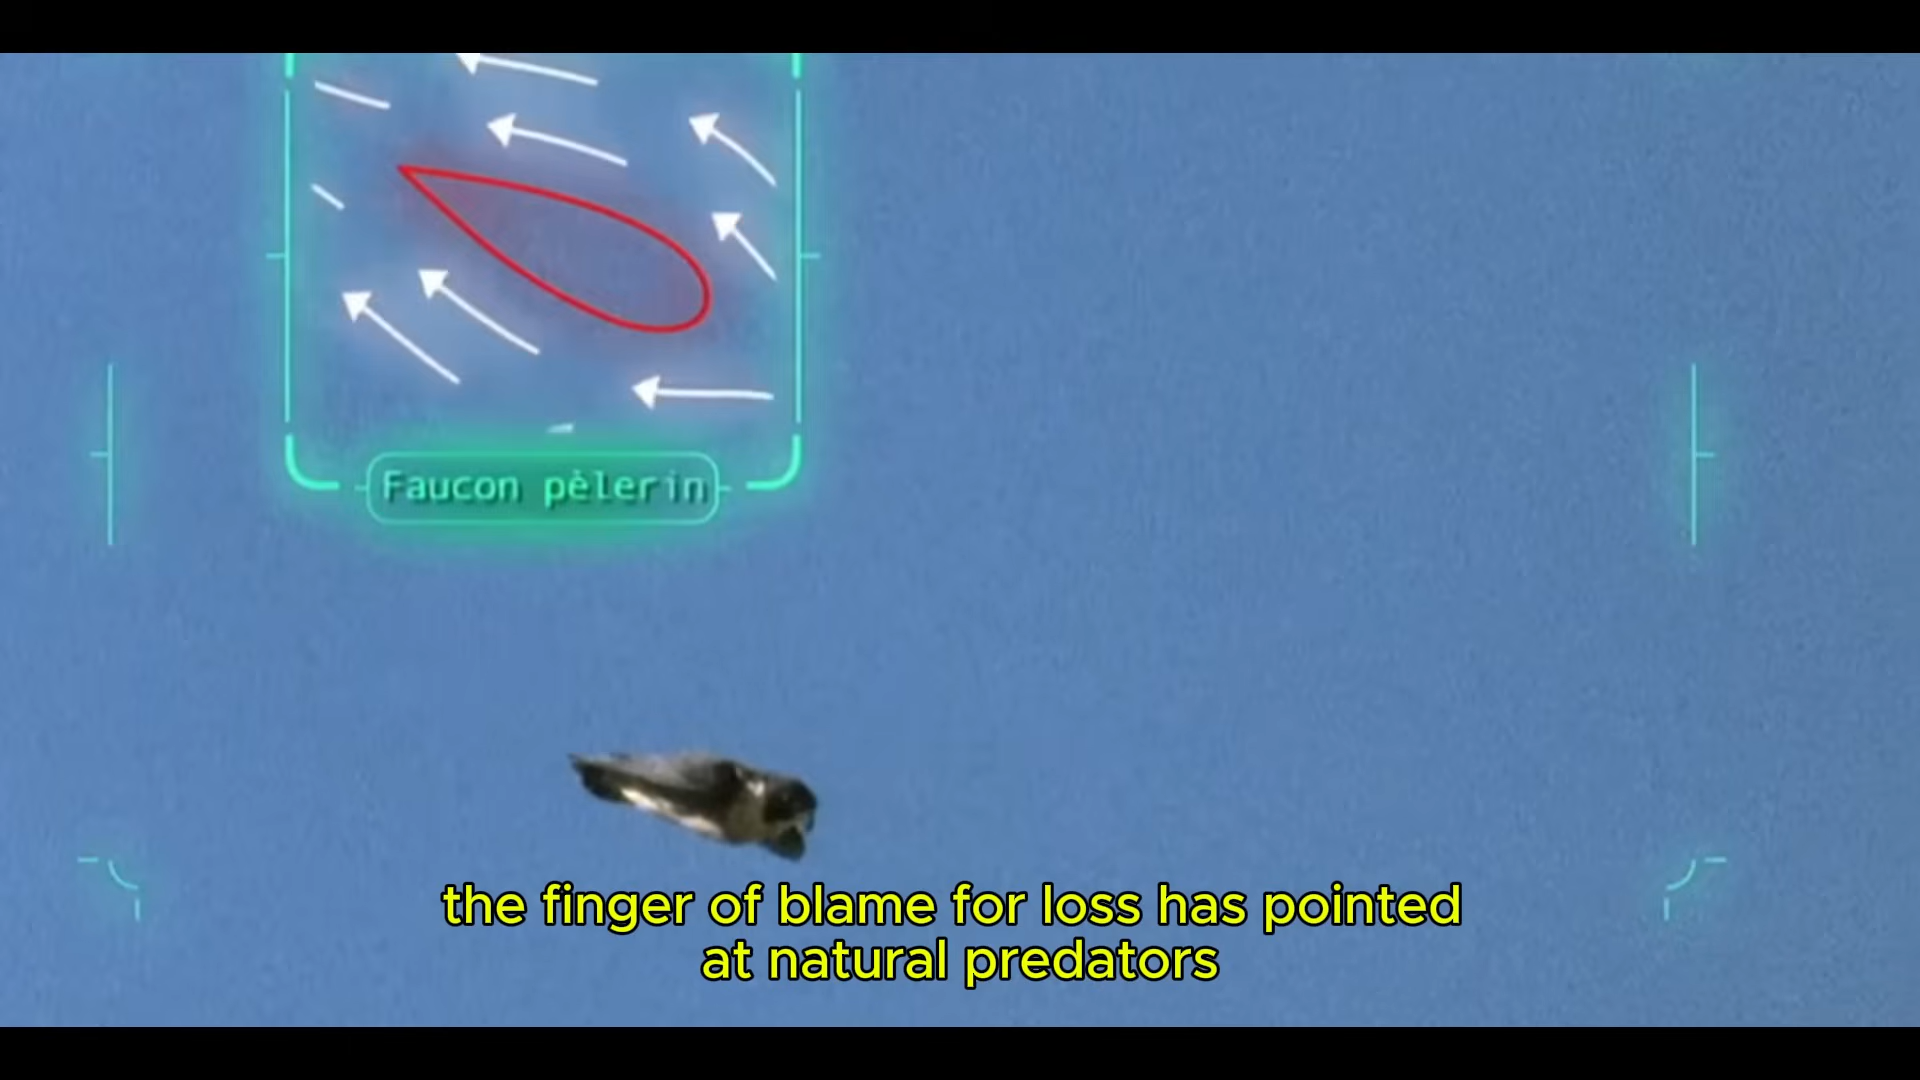 Faucon pèlerin
the finger of blame for loss has pointed
at natural predators